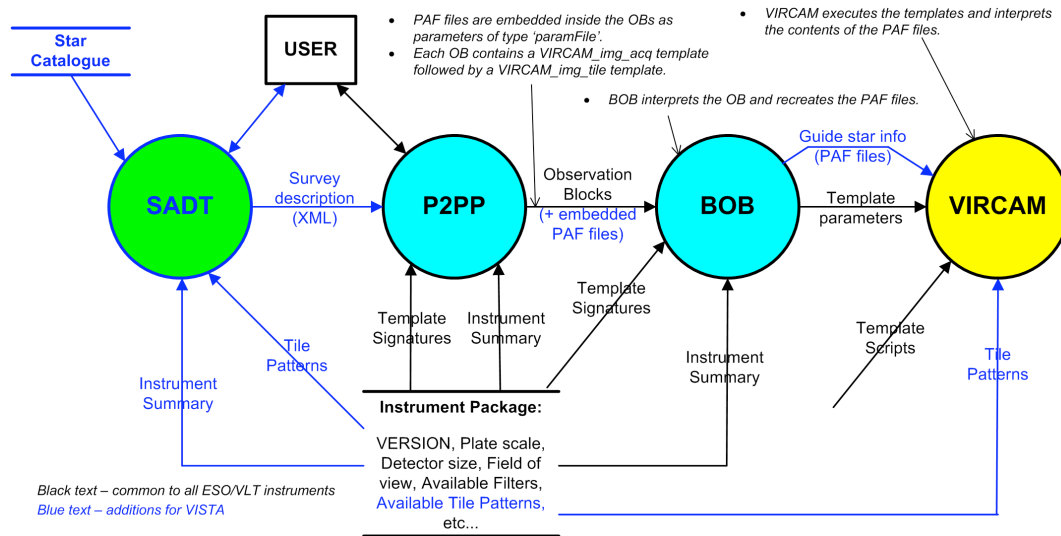 Star
Catalogue
USER
• PAF files are embedded inside the OBs as
parameters of type ‘paramFile’.
• Each OB contains a VIRCAM_img_acq template
followed by a VIRCAM_img_tile template.
• VIRCAM executes the templates and interprets
the contents of the PAF files.
• BOB interprets the OB and recreates the PAF files.
SADT
Survey
description
(XML)
P2PP
Observation
Blocks
(+ embedded
PAF files)
BOB
Guide star info
(PAF files)
Template
parameters
VIRCAM
Instrument
Summary
Tile
Patterns
Template
Signatures
Instrument
Summary
Template
Signatures
Instrument
Summary
Template
Scripts
Tile
Patterns
Instrument Package:
VERSION, Plate scale,
Detector size, Field of
view, Available Filters,
Available Tile Patterns,
etc...
Black text – common to all ESO/VLT instruments
Blue text – additions for VISTA